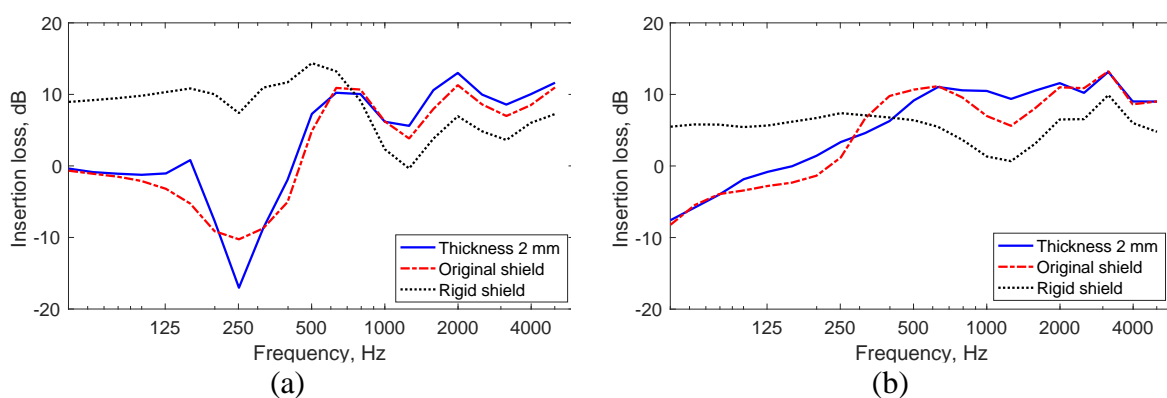 20
10
0
-10
-20
Insertion loss, dB
Thickness 2 mm
Original shield
Rigid shield
125 250 500 1000 2000 4000
Frequency, Hz
(a)
20
10
0
-10
-20
Insertion loss, dB
Thickness 2 mm
Original shield
Rigid shield
125 250 500 1000 2000 4000
Frequency, Hz
(b)